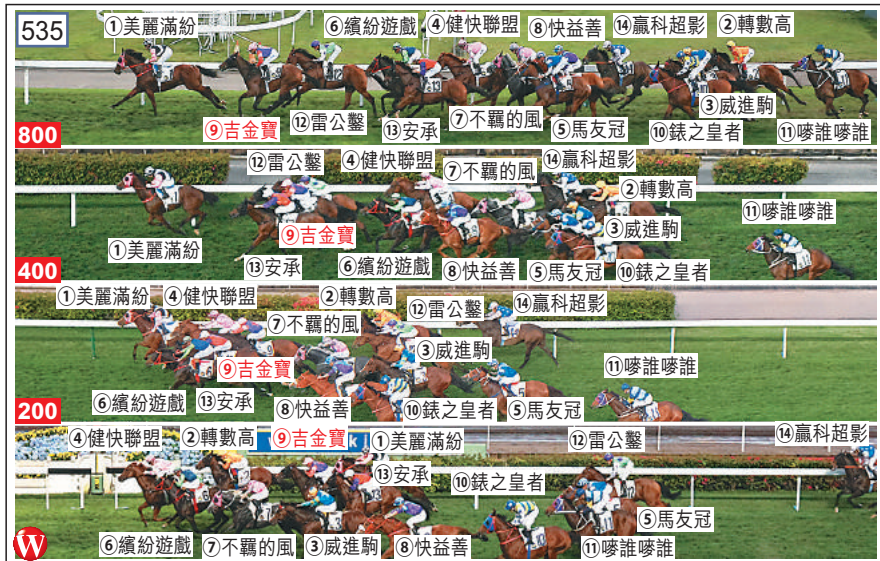 535
①美麗滿紛 ⑥繽紛遊戲 ④健快聯盟 ⑧快益善 ⑭贏科超影 ②轉數高
⑨吉金寶 ⑫雷公鑿 ⑬安承 ⑦不羈的風 ⑤馬友冠 ⑩錶之皇者 ③威進駒 ⑪嘜誰嘜誰
800
⑫雷公鑿 ④健快聯盟 ⑦不羈的風 ⑭贏科超影 ②轉數高 ⑪嘜誰嘜誰
①美麗滿紛 ⑬安承 ⑨吉金寶 ⑥繽紛遊戲 ⑧快益善 ⑤馬友冠 ③威進駒 ⑩錶之皇者
400
①美麗滿紛 ④健快聯盟 ⑦不羈的風 ②轉數高 ⑫雷公鑿 ⑭贏科超影
⑥繽紛遊戲 ⑬安承 ⑨吉金寶 ⑧快益善 ③威進駒 ⑩錶之皇者 ⑤馬友冠 ⑪嘜誰嘜誰
200
④健快聯盟 ②轉數高 ⑨吉金寶 ①美麗滿紛 ⑬安承 ⑩錶之皇者 ⑫雷公鑿 ⑭贏科超影
⑥繽紛遊戲 ⑦不羈的風 ③威進駒 ⑧快益善 ⑪嘜誰嘜誰 ⑤馬友冠
W